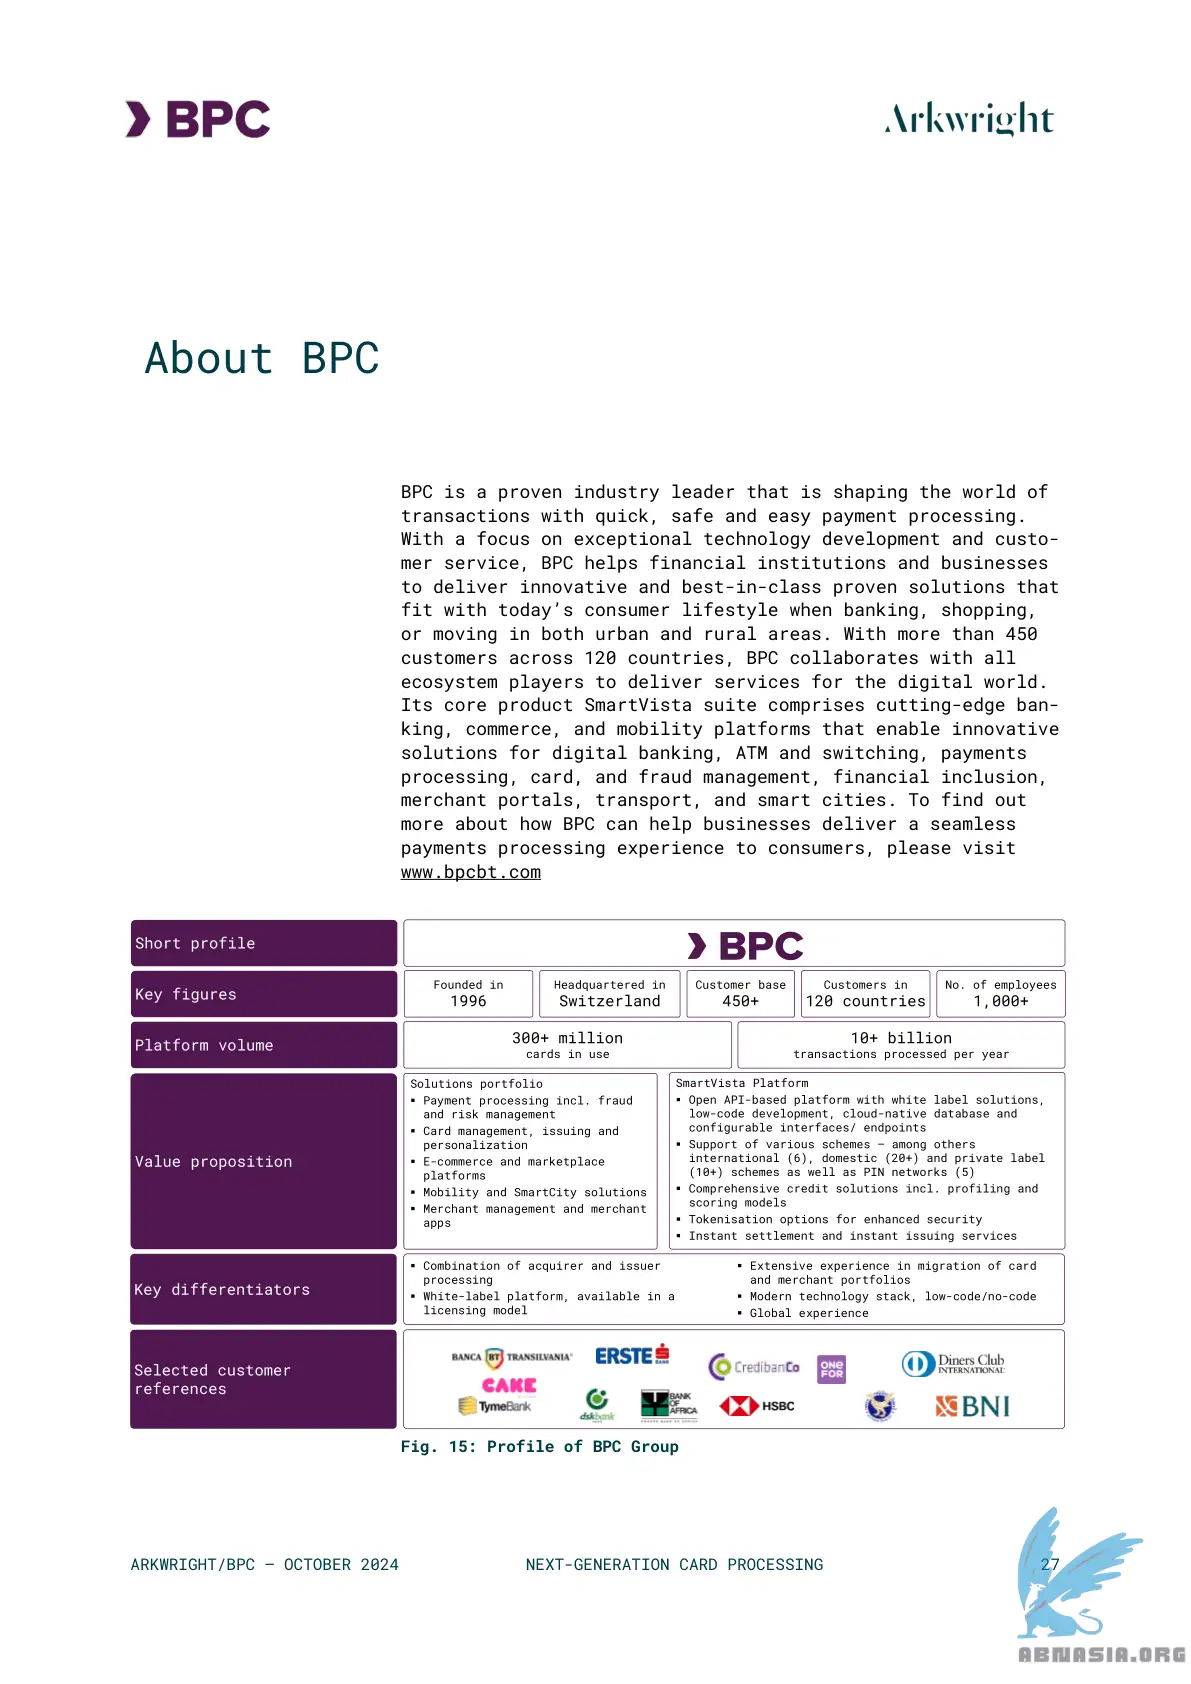 BPC
Arkwright
About BPC
BPC is a proven industry leader that is shaping the world of
transactions with quick, safe and easy payment processing.
With a focus on exceptional technology development and custo-
mer service, BPC helps financial institutions and businesses
to deliver innovative and best-in-class proven solutions that
fit with today’s consumer lifestyle when banking, shopping,
or moving in both urban and rural areas. With more than 450
customers across 120 countries, BPC collaborates with all
ecosystem players to deliver services for the digital world.
Its core product SmartVista suite comprises cutting-edge ban-
king, commerce, and mobility platforms that enable innovative
solutions for digital banking, ATM and switching, payments
processing, card, and fraud management, financial inclusion,
merchant portals, transport, and smart cities. To find out
more about how BPC can help businesses deliver a seamless
payments processing experience to consumers, please visit
www.bpcbt.com
Short profile
BPC
Key figures
Founded in
1996
Headquartered in
Switzerland
Customer base
450+
Customers in
120 countries
No. of employees
1,000+
Platform volume
300+ million
cards in use
10+ billion
transactions processed per year
Value proposition
Solutions portfolio
▪ Payment processing incl. fraud
and risk management
▪ Card management, issuing and
personalization
▪ E-commerce and marketplace
platforms
▪ Mobility and SmartCity solutions
▪ Merchant management and merchant
apps
SmartVista Platform
▪ Open API-based platform with white label solutions,
low-code development, cloud-native database and
configurable interfaces/ endpoints
▪ Support of various schemes – among others
international (6), domestic (20+) and private label
(10+) schemes as well as PIN networks (5)
▪ Comprehensive credit solutions incl. profiling and
scoring models
▪ Tokenisation options for enhanced security
▪ Instant settlement and instant issuing services
Key differentiators
▪ Combination of acquirer and issuer
processing
▪ White-label platform, available in a
licensing model
▪ Extensive experience in migration of card
and merchant portfolios
▪ Modern technology stack, low-code/no-code
▪ Global experience
Selected customer
references
BANCA BT TRANSILVANIA®
ERSTE BANK
CredibanCo
ONE FOR
Diners Club
INTERNATIONAL
CAKE
TymeBank
dskbank
BANK
OF
AFRICA
HSBC
BNI
Fig. 15: Profile of BPC Group
ARKWRIGHT/BPC – OCTOBER 2024
NEXT-GENERATION CARD PROCESSING
27
ABNASIA.ORG